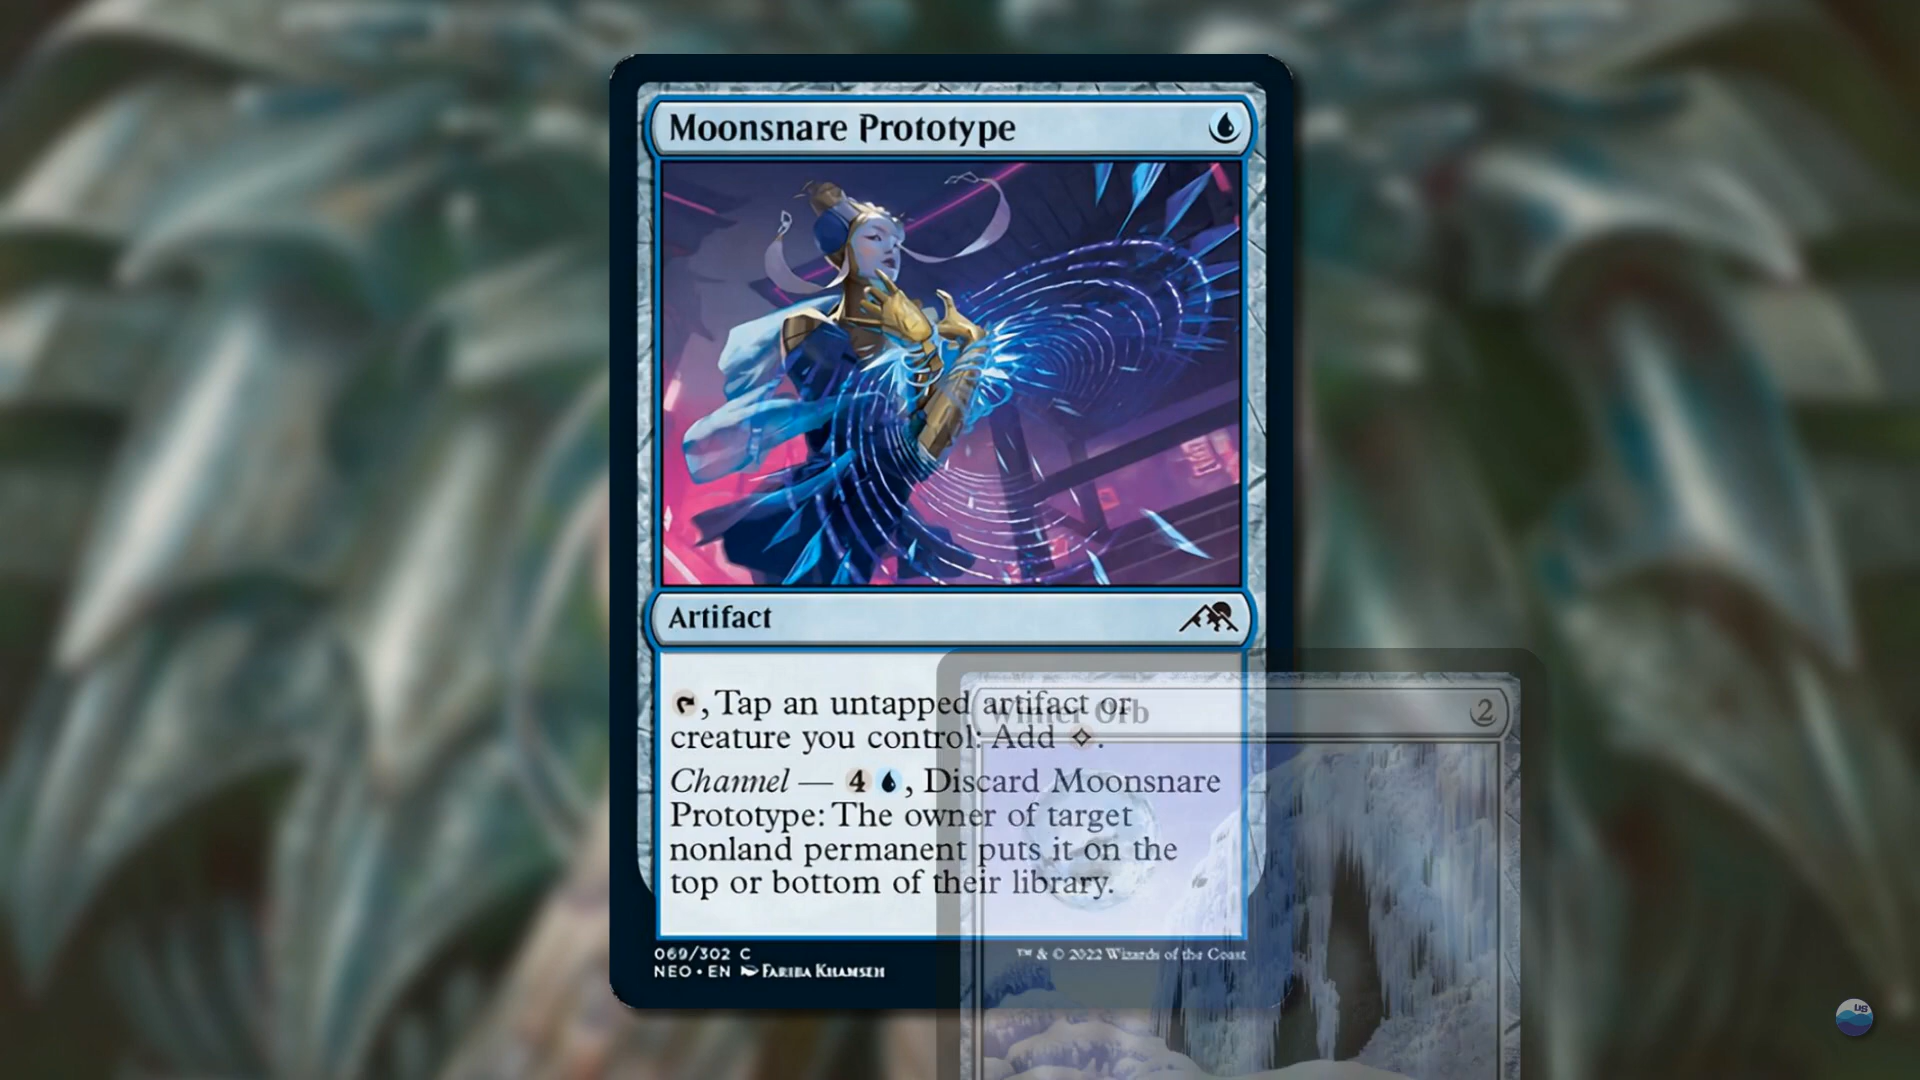 Moonsnare Prototype
Artifact
, Tap an untapped artifact or
creature you control: Add .
Channel — 4 , Discard Moonsnare
Prototype: The owner of target
nonland permanent puts it on the
top or bottom of their library.
069/302 C
NEO • EN Fariba Khamseh
™ & © 2022 Wizards of the Coast
Winter Orb
2